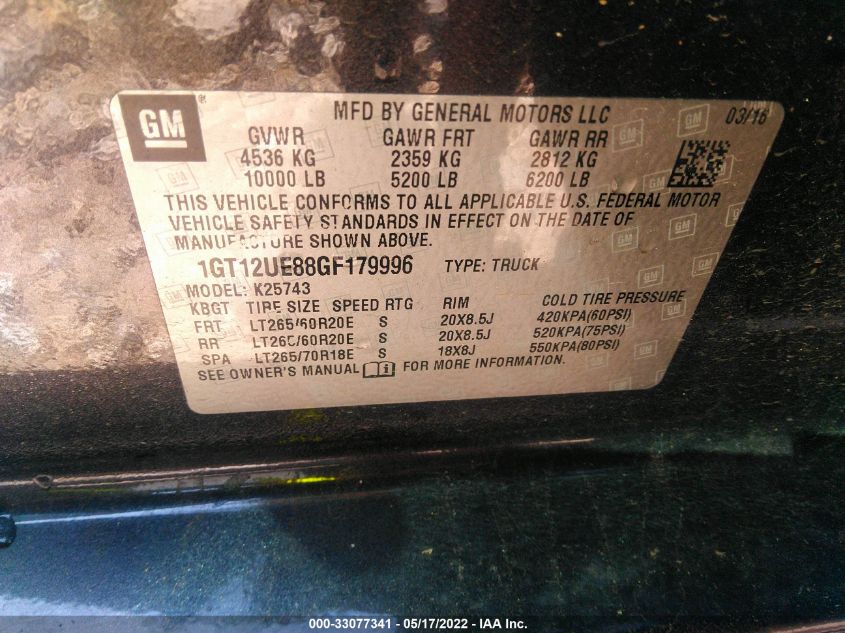 GM
MFD BY GENERAL MOTORS LLC 03/16
GVWR GAWR FRT GAWR RR
4536 KG 2359 KG 2812 KG
10000 LB 5200 LB 6200 LB
THIS VEHICLE CONFORMS TO ALL APPLICABLE U.S. FEDERAL MOTOR
VEHICLE SAFETY STANDARDS IN EFFECT ON THE DATE OF
MANUFACTURE SHOWN ABOVE.
1GT12UE88GF179996 TYPE: TRUCK
MODEL: K25743
KBGT TIRE SIZE SPEED RTG RIM COLD TIRE PRESSURE
FRT LT265/60R20E S 20X8.5J 420KPA(60PSI)
RR LT265/60R20E S 20X8.5J 520KPA(75PSI)
SPA LT265/70R18E S 18X8J 550KPA(80PSI)
SEE OWNER'S MANUAL FOR MORE INFORMATION.
000-33077341 - 05/17/2022 - IAA Inc.